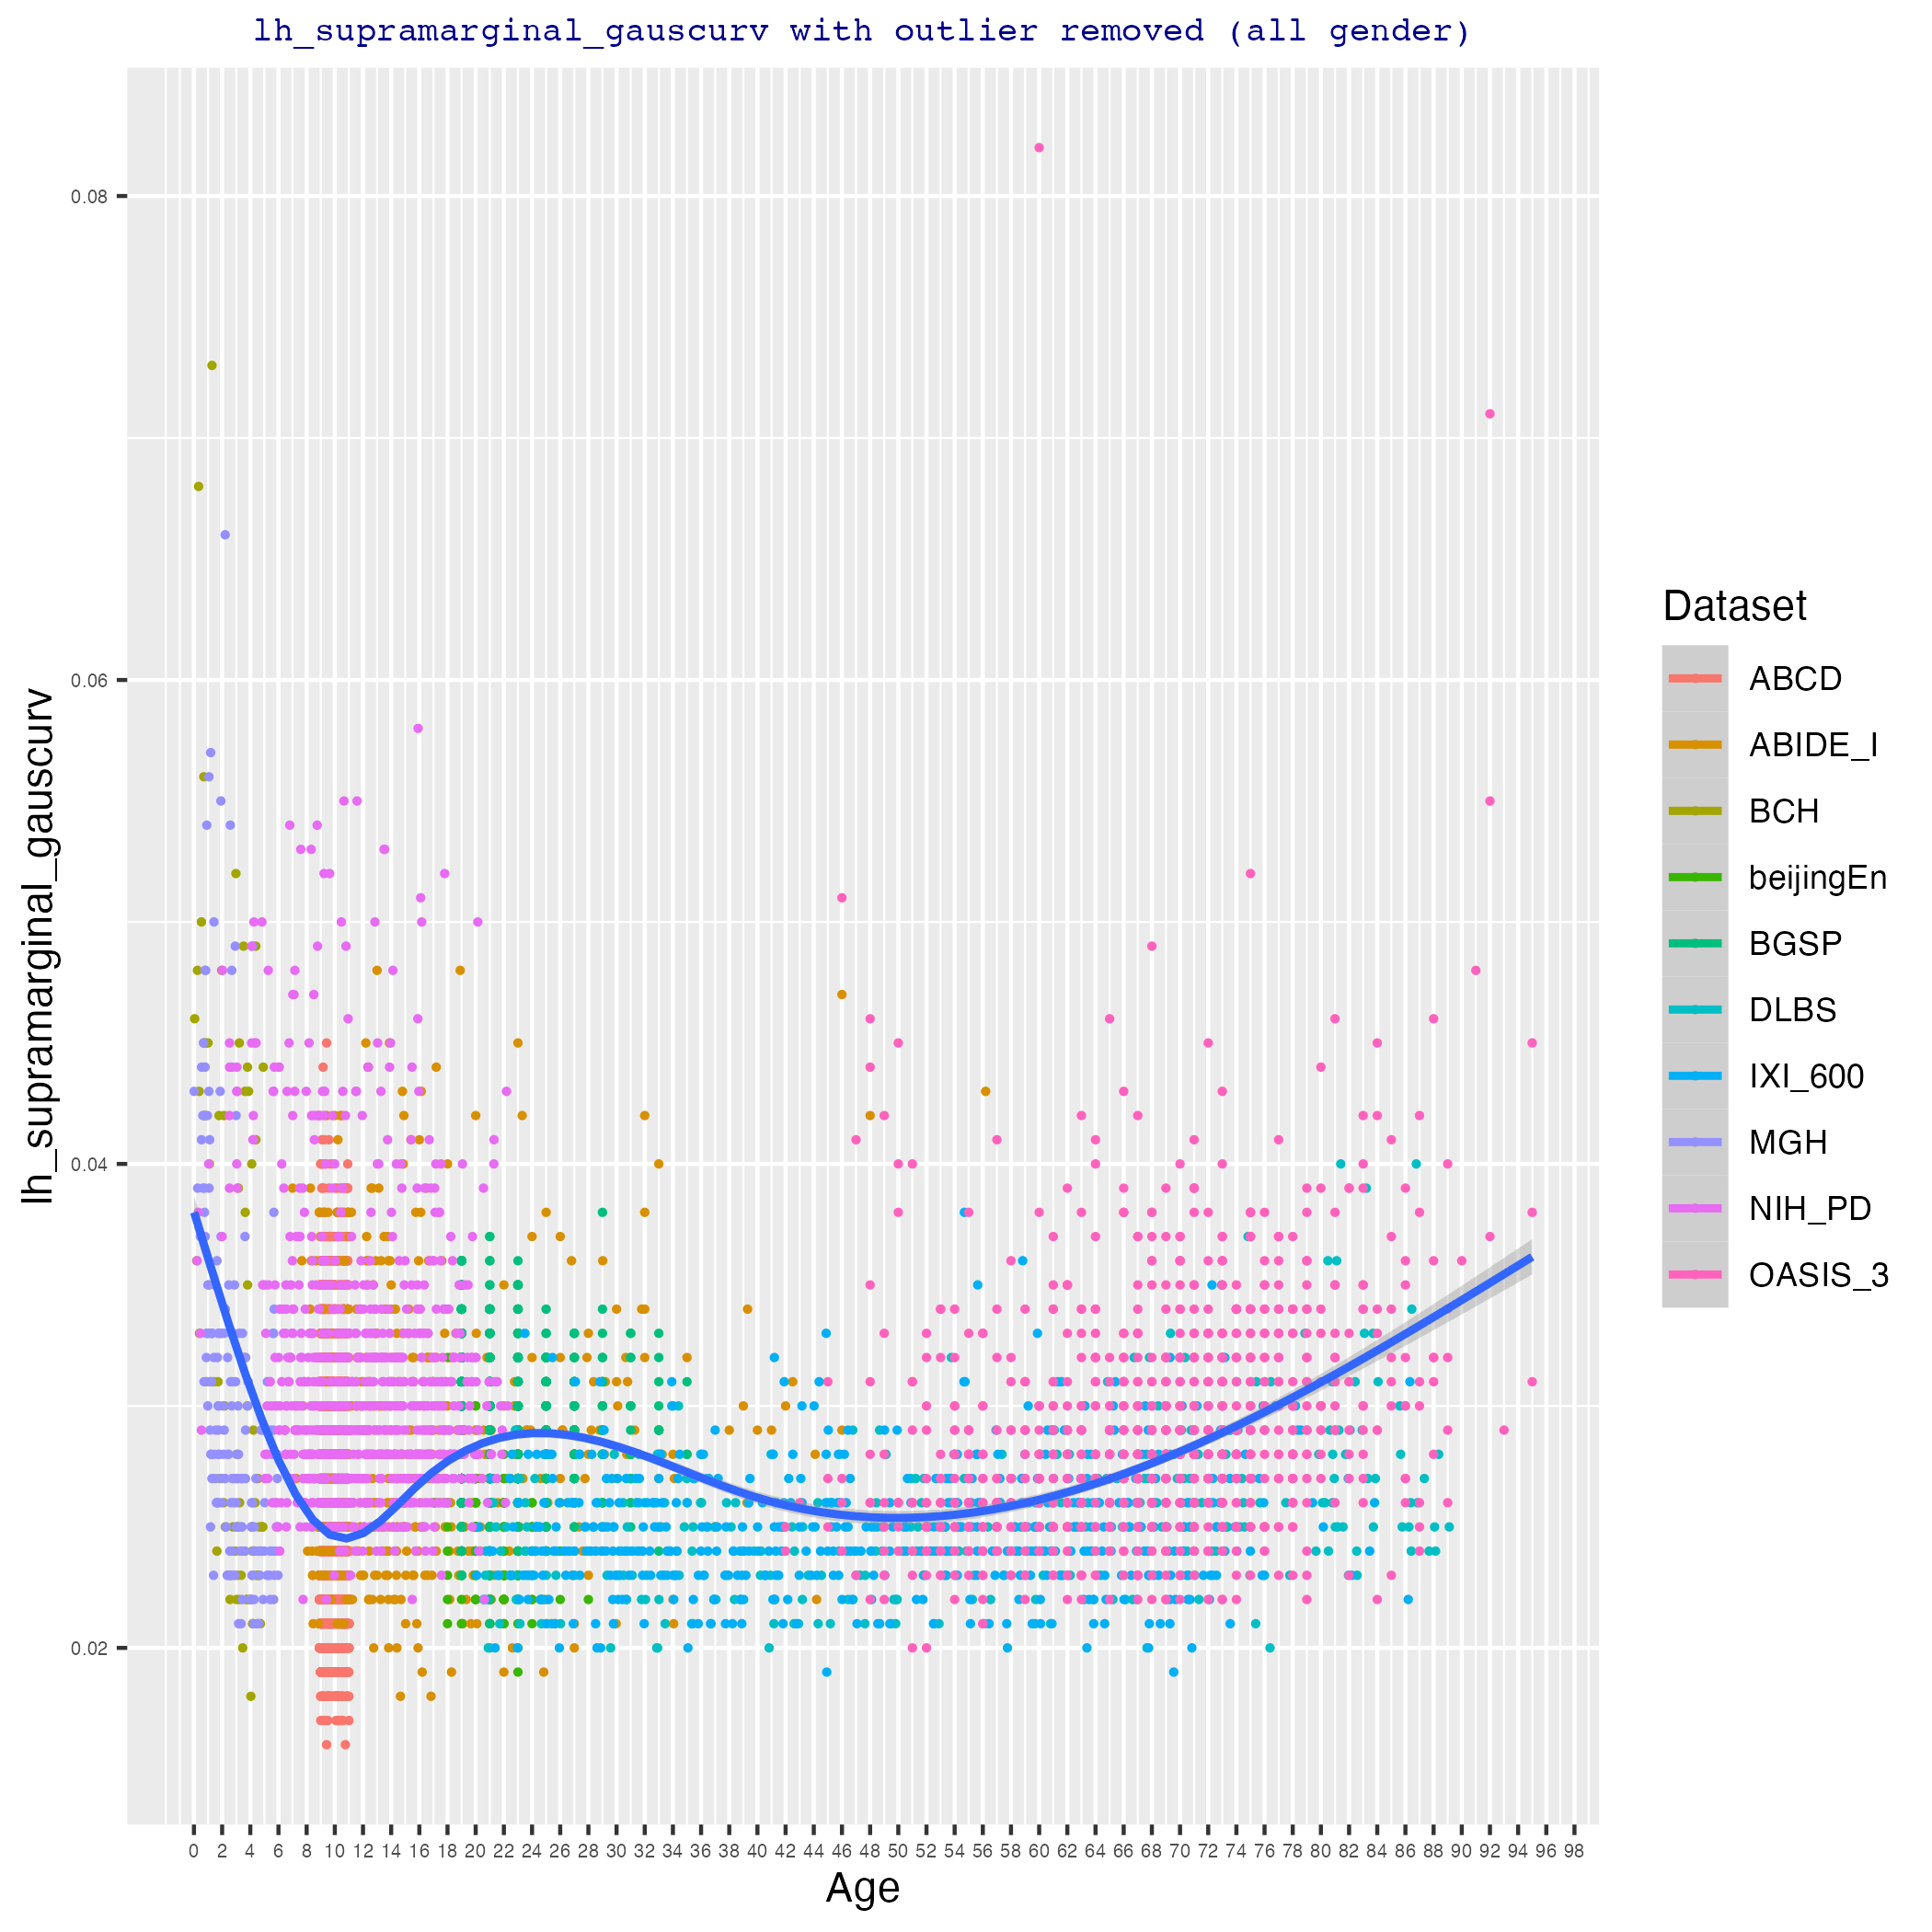 lh_supramarginal_gauscurv with outlier removed (all gender)
lh_supramarginal_gauscurv
0.08
0.06
0.04
0.02
0 2 4 6 8 10 12 14 16 18 20 22 24 26 28 30 32 34 36 38 40 42 44 46 48 50 52 54 56 58 60 62 64 66 68 70 72 74 76 78 80 82 84 86 88 90 92 94 96 98
Age
Dataset
ABCD
ABIDE_I
BCH
beijingEn
BGSP
DLBS
IXI_600
MGH
NIH_PD
OASIS_3